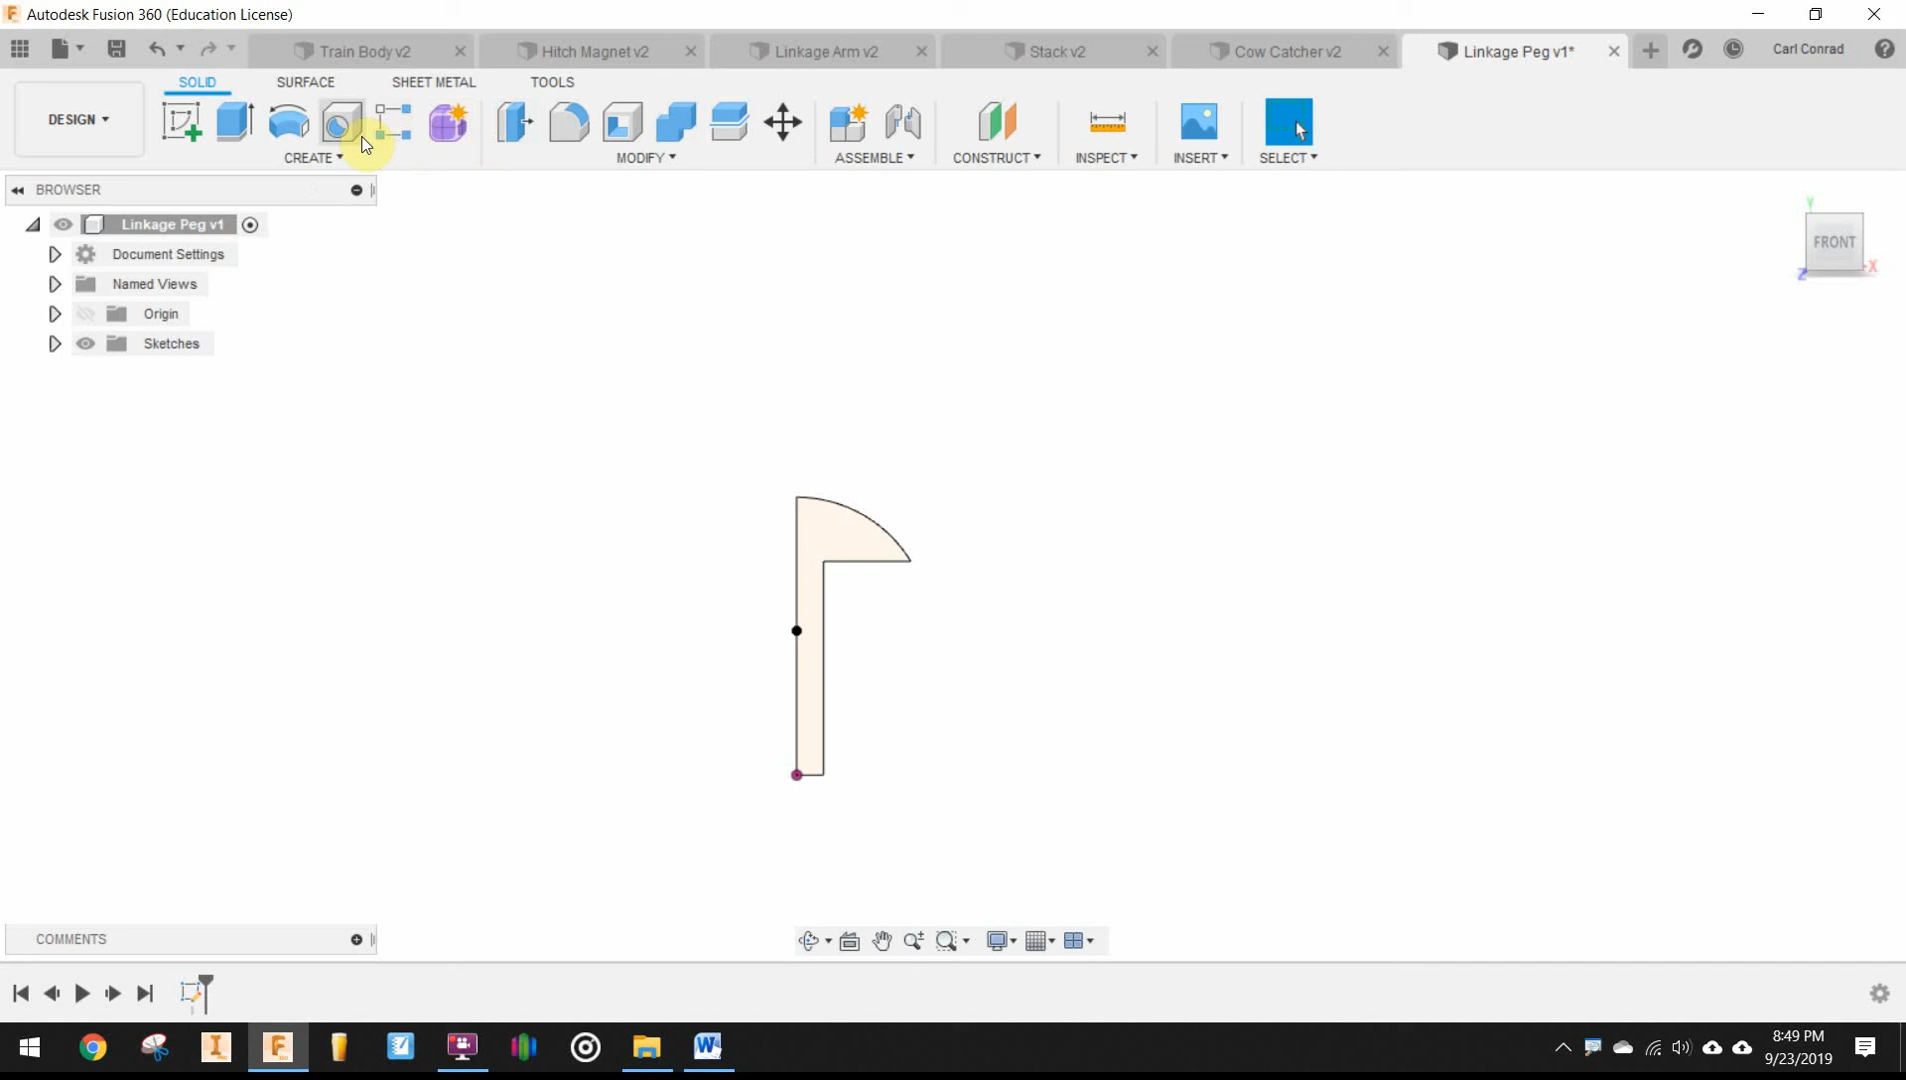 Autodesk Fusion 360 (Education License)
Train Body v2
Hitch Magnet v2
Linkage Arm v2
Stack v2
Cow Catcher v2
Linkage Peg v1*
Carl Conrad
SOLID
SURFACE
SHEET METAL
TOOLS
DESIGN
CREATE
MODIFY
ASSEMBLE
CONSTRUCT
INSPECT
INSERT
SELECT
BROWSER
Linkage Peg v1
Document Settings
Named Views
Origin
Sketches
Y
FRONT
X
Z
COMMENTS
8:49 PM
9/23/2019